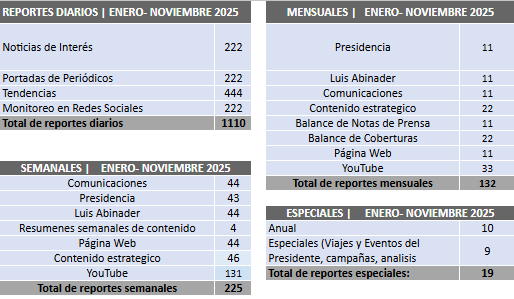 REPORTES DIARIOS | ENERO- NOVIEMBRE 2025
Noticias de Interés 222
Portadas de Periódicos 222
Tendencias 444
Monitoreo en Redes Sociales 222
Total de reportes diarios 1110
SEMANALES | ENERO- NOVIEMBRE 2025
Comunicaciones 44
Presidencia 43
Luis Abinader 44
Resumenes semanales de contenido 4
Página Web 44
Contenido estrategico 46
YouTube 131
Total de reportes semanales 225
MENSUALES | ENERO- NOVIEMBRE 2025
Presidencia 11
Luis Abinader 11
Comunicaciones 11
Contenido estrategico 22
Balance de Notas de Prensa 11
Balance de Coberturas 22
Página Web 11
YouTube 33
Total de reportes mensuales 132
ESPECIALES | ENERO- NOVIEMBRE 2025
Anual 10
Especiales (Viajes y Eventos del
Presidente, campañas, analisis 9
Total de reportes especiales: 19